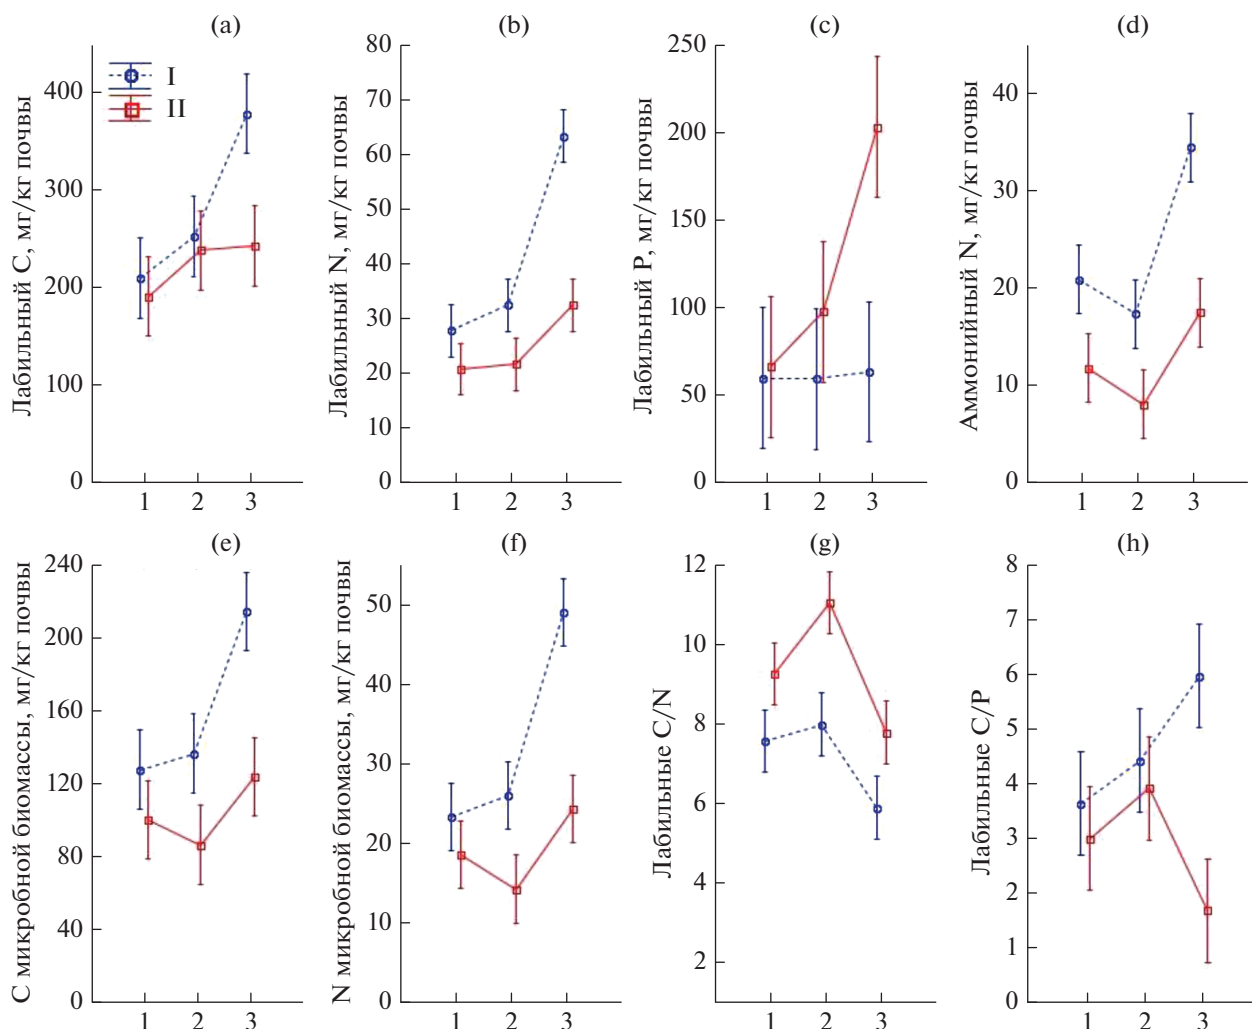 (a)
Лабильный C, мг/кг почвы
400
300
200
100
0
I
II
1 2 3
(b)
Лабильный N, мг/кг почвы
80
70
60
50
40
30
20
10
0
1 2 3
(c)
Лабильный P, мг/кг почвы
250
200
150
100
50
0
1 2 3
(d)
Аммонийный N, мг/кг почвы
40
30
20
10
0
1 2 3
(e)
C микробной биомассы, мг/кг почвы
240
200
160
120
80
40
0
1 2 3
(f)
N микробной биомассы, мг/кг почвы
50
40
30
20
10
0
1 2 3
(g)
Лабильные C/N
12
10
8
6
4
2
1 2 3
(h)
Лабильные C/P
8
7
6
5
4
3
2
1
0
1 2 3